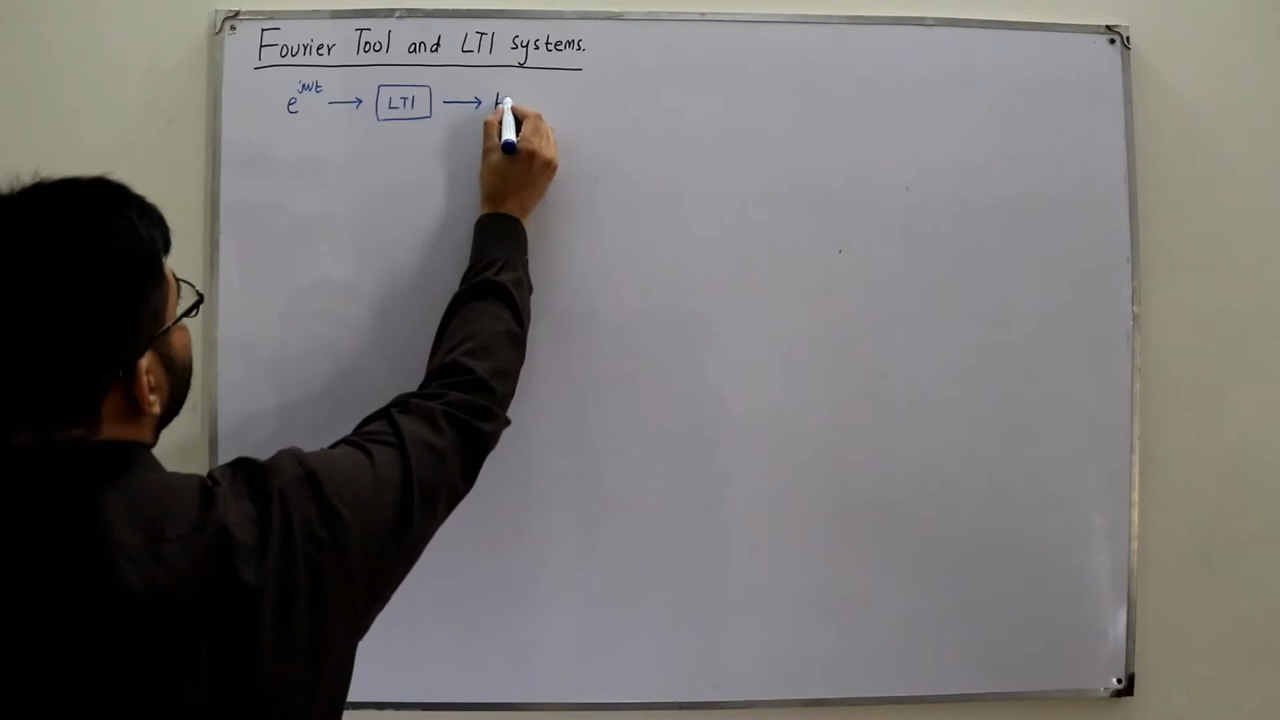 Fourier Tool and LTI systems.
e^jωt → LTI →